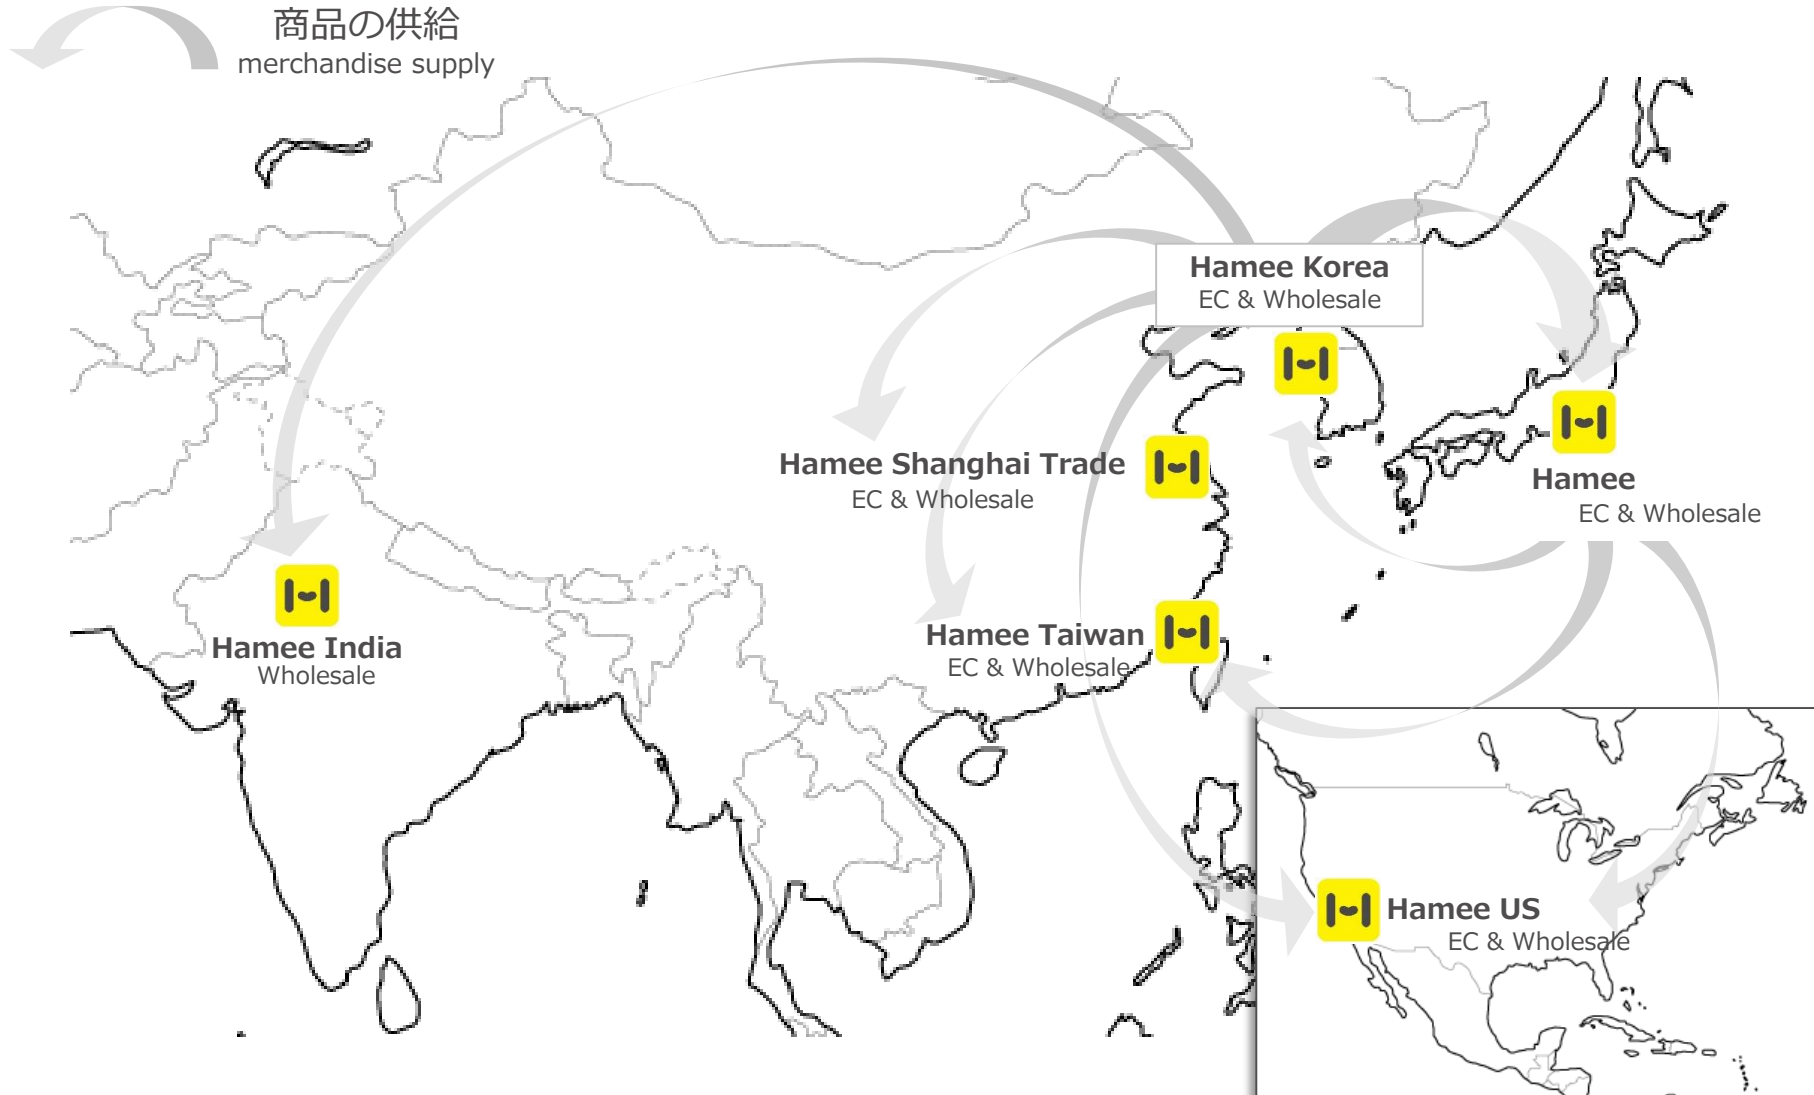 商品の供給
merchandise supply
Hamee Korea
EC & Wholesale
Hamee Shanghai Trade
EC & Wholesale
Hamee
EC & Wholesale
Hamee India
Wholesale
Hamee Taiwan
EC & Wholesale
Hamee US
EC & Wholesale